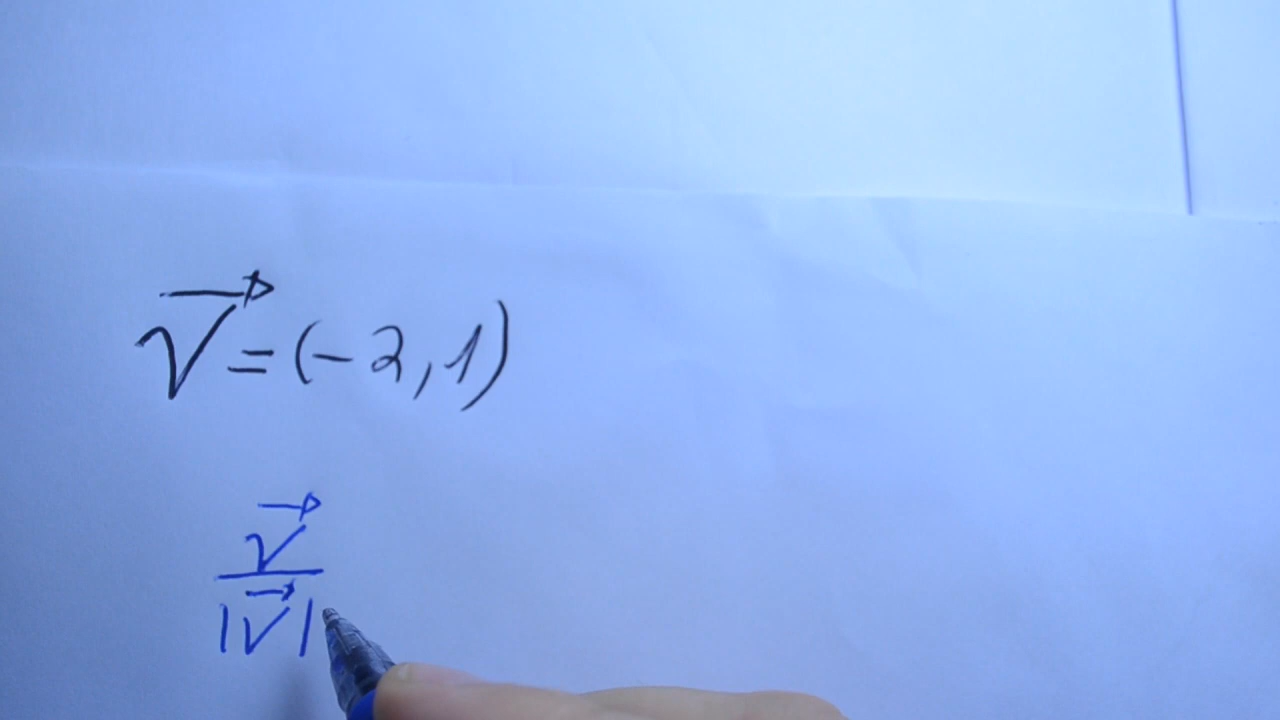 v⃗ = (-2, 1)
v⃗
|v⃗|